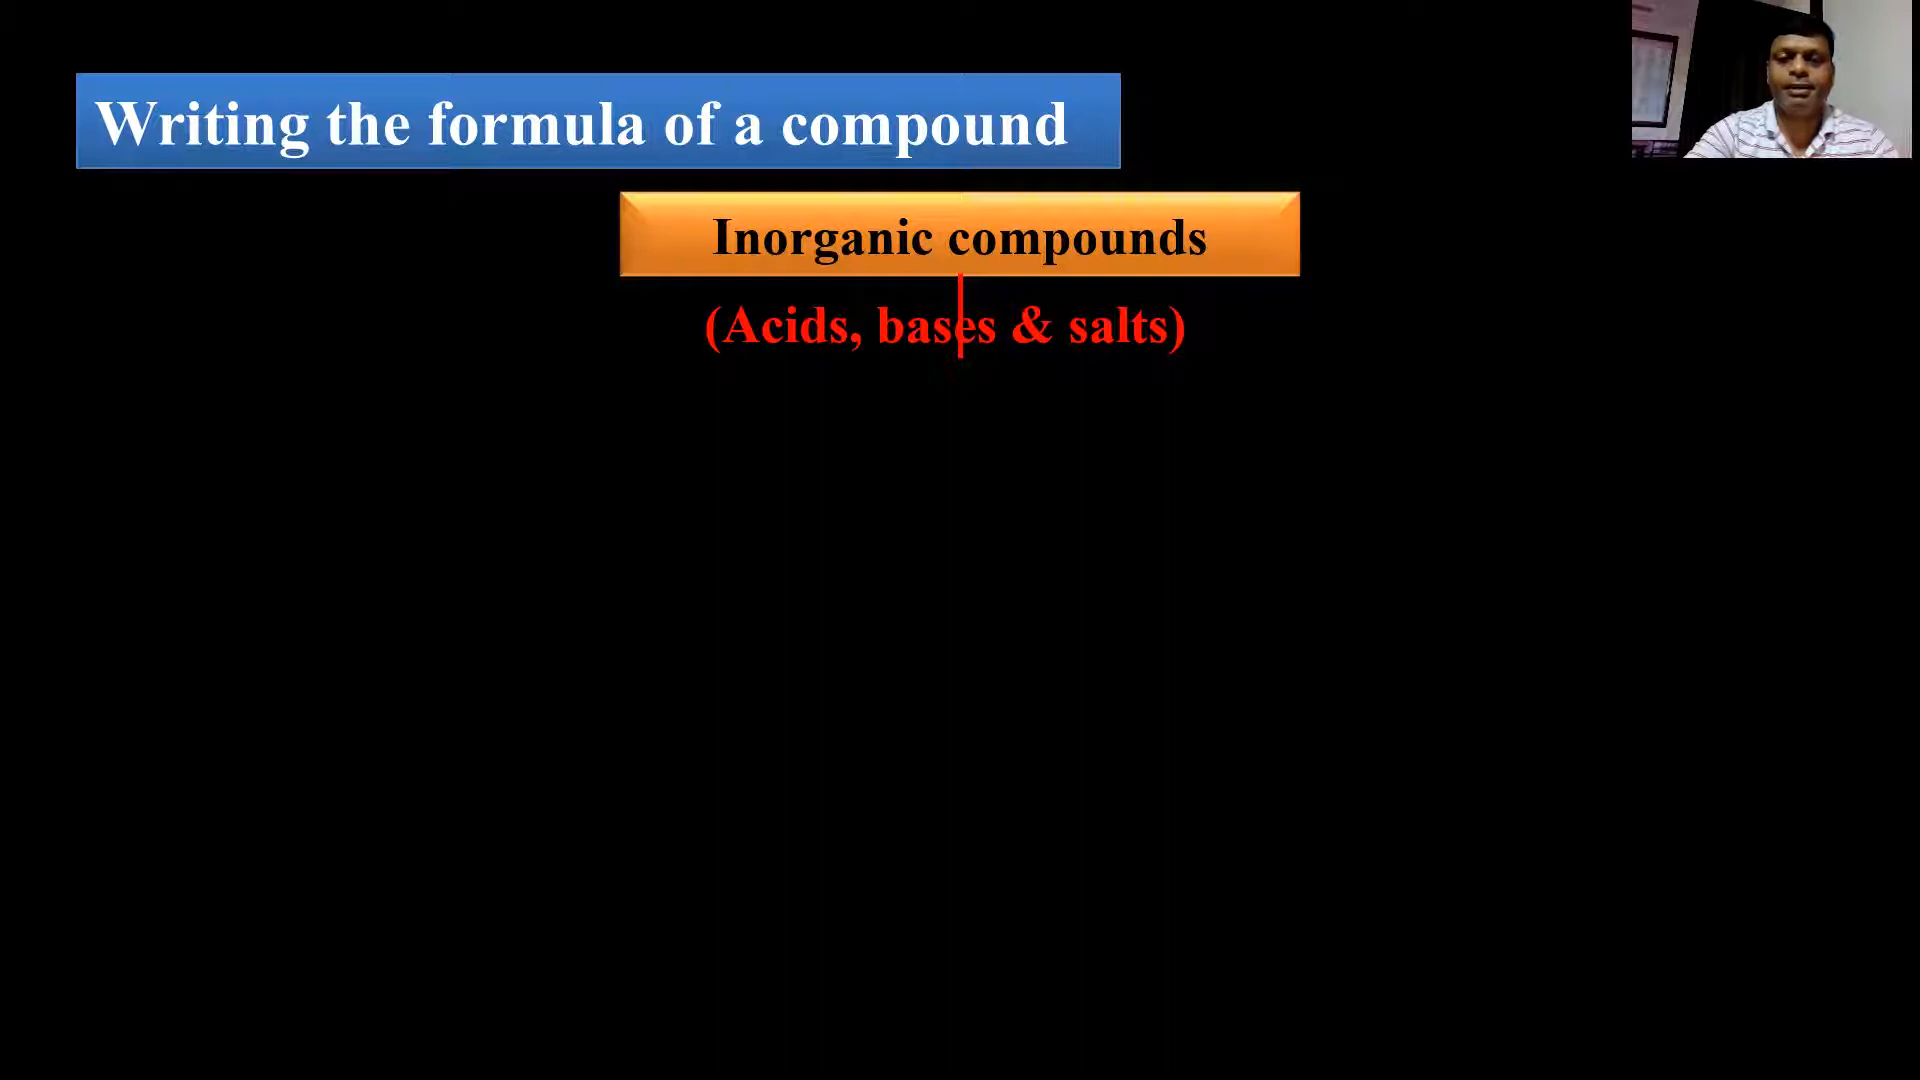 Writing the formula of a compound
Inorganic compounds
(Acids, bases & salts)